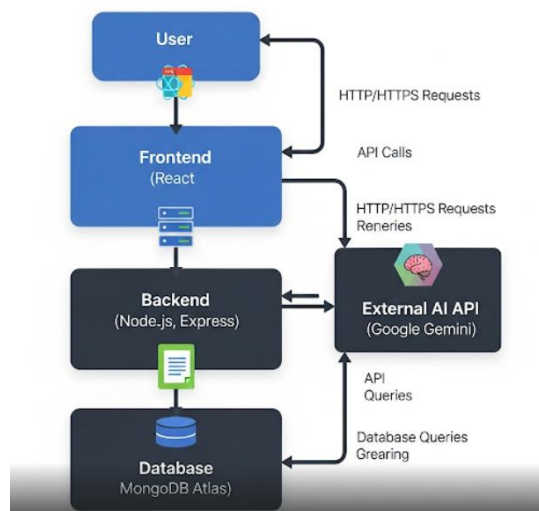 User
HTTP/HTTPS Requests
API Calls
Frontend
(React
HTTP/HTTPS Requests
Reneries
Backend
(Node.js, Express)
External AI API
(Google Gemini)
API
Queries
Database Queries
Grearing
Database
MongoDB Atlas)